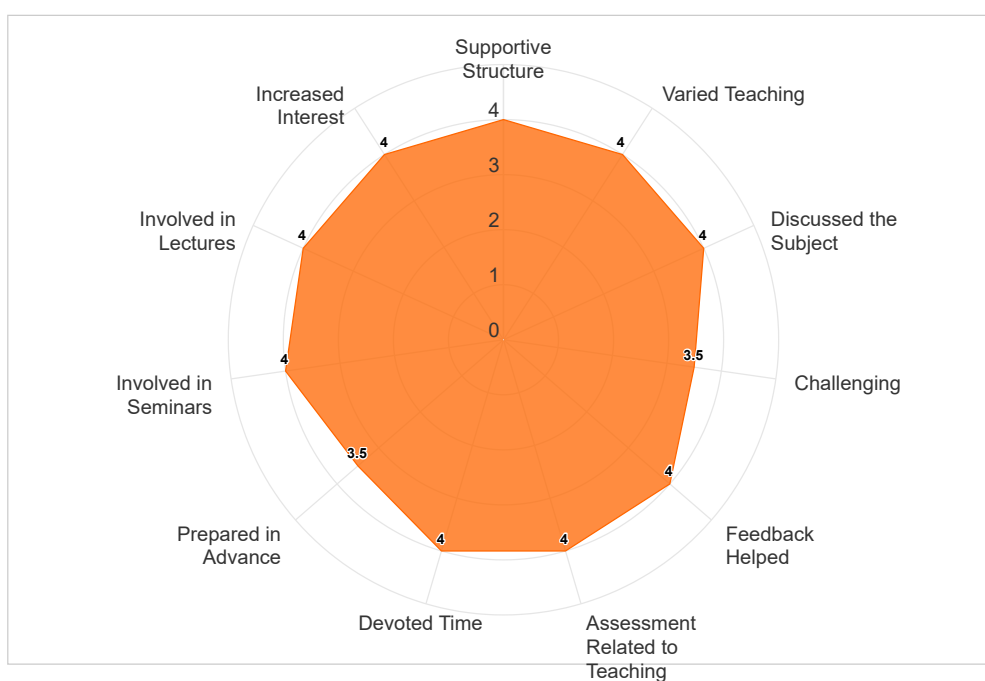 Supportive
Structure
Increased
Interest
Varied Teaching
4
4
4
3
2
1
0
Involved in
Lectures
4
4
Discussed the
Subject
Involved in
Seminars
4
3.5
Challenging
Prepared in
Advance
3.5
4
Feedback
Helped
Devoted Time
4
4
Assessment
Related to
Teaching